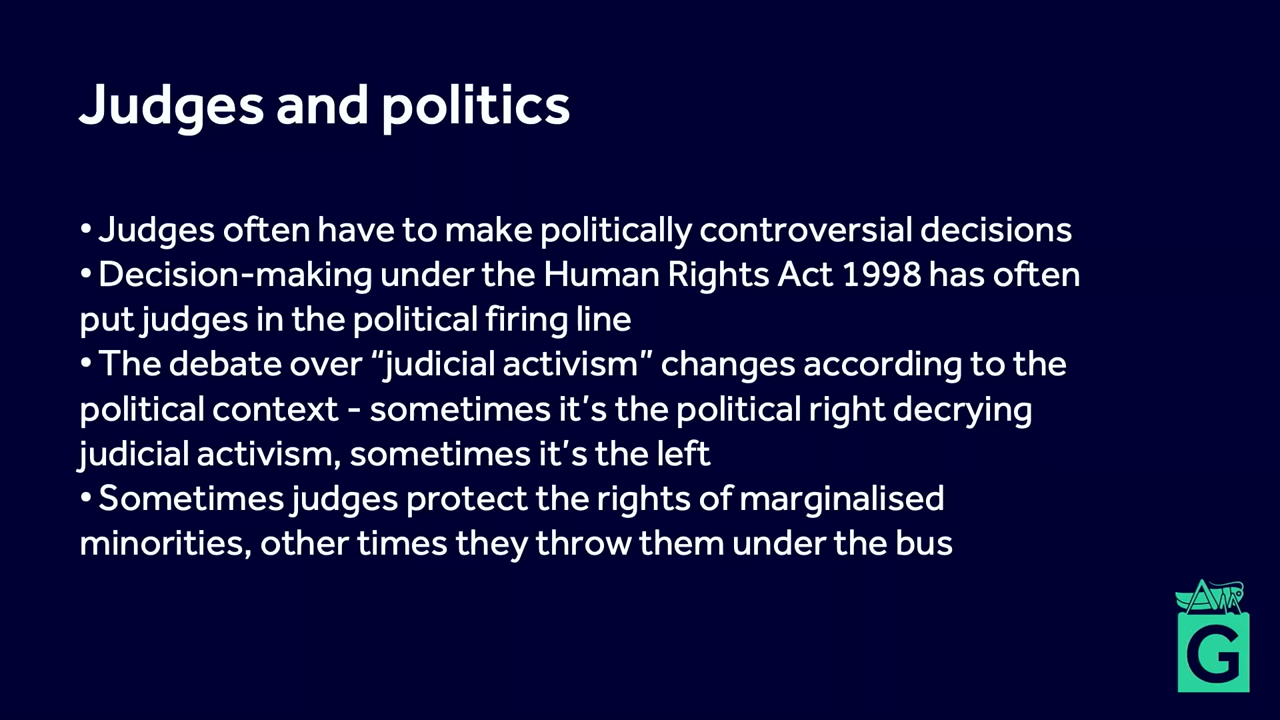 Judges and politics
• Judges often have to make politically controversial decisions
• Decision-making under the Human Rights Act 1998 has often
put judges in the political firing line
• The debate over “judicial activism” changes according to the
political context - sometimes it’s the political right decrying
judicial activism, sometimes it’s the left
• Sometimes judges protect the rights of marginalised
minorities, other times they throw them under the bus
G